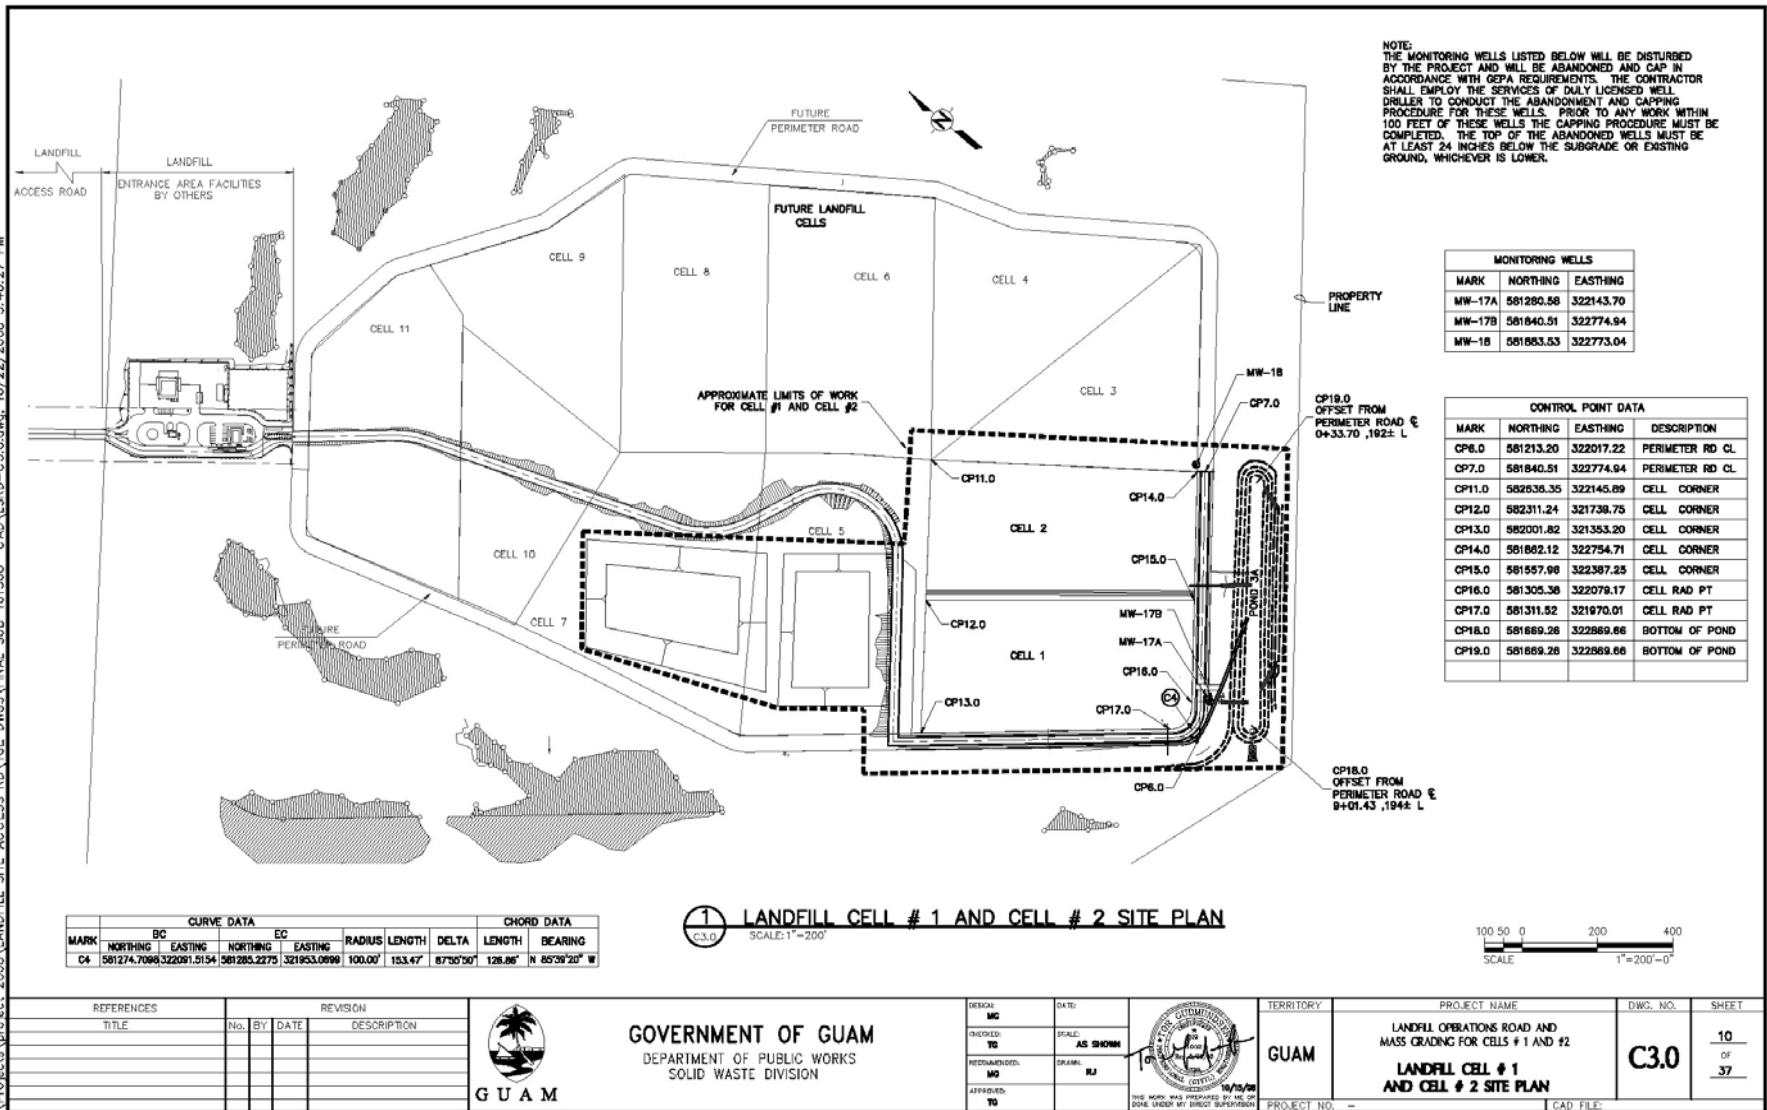 NOTE:
THE MONITORING WELLS LISTED BELOW WILL BE DISTURBED
BY THE PROJECT AND WILL BE ABANDONED AND CAP IN
ACCORDANCE WITH GEPA REQUIREMENTS. THE CONTRACTOR
SHALL EMPLOY THE SERVICES OF DULY LICENSED WELL
DRILLER TO CONDUCT THE ABANDONMENT AND CAPPING
PROCEDURE FOR THESE WELLS. PRIOR TO ANY WORK WITHIN
100 FEET OF THESE WELLS THE CAPPING PROCEDURE MUST BE
COMPLETED. THE TOP OF THE ABANDONED WELLS MUST BE
AT LEAST 24 INCHES BELOW THE SUBGRADE OR EXISTING
GROUND, WHICHEVER IS LOWER.
LANDFILL
ACCESS ROAD
LANDFILL
ENTRANCE AREA FACILITIES
BY OTHERS
FUTURE
PERIMETER ROAD
N
FUTURE LANDFILL
CELLS
CELL 9
CELL 8
CELL 6
CELL 4
CELL 11
CELL 3
PROPERTY
LINE
APPROXIMATE LIMITS OF WORK
FOR CELL #1 AND CELL #2
MW-18
CP7.0
CP19.0
OFFSET FROM
PERIMETER ROAD ℄
0+33.70 ,192± L
CP11.0
CP14.0
CELL 2
CELL 5
CELL 10
CP15.0
POND 3A
CELL 7
CP12.0
MW-17B
MW-17A
CELL 1
CP16.0
C4
CP17.0
CP13.0
FUTURE
PERIMETER ROAD
CP6.0
CP18.0
OFFSET FROM
PERIMETER ROAD ℄
9+01.43 ,194± L
MONITORING WELLS
MARK NORTHING EASTHING
MW-17A 581280.58 322143.70
MW-17B 581840.51 322774.94
MW-18 581883.53 322773.04
CONTROL POINT DATA
MARK NORTHING EASTHING DESCRIPTION
CP6.0 581213.20 322017.22 PERIMETER RD CL
CP7.0 581840.51 322774.94 PERIMETER RD CL
CP11.0 582636.35 322145.89 CELL CORNER
CP12.0 582311.24 321739.75 CELL CORNER
CP13.0 582001.82 321353.20 CELL CORNER
CP14.0 581862.12 322754.71 CELL CORNER
CP15.0 581557.98 322387.25 CELL CORNER
CP16.0 581305.38 322079.17 CELL RAD PT
CP17.0 581311.52 321970.01 CELL RAD PT
CP18.0 581669.26 322869.66 BOTTOM OF POND
CP19.0 581669.26 322869.66 BOTTOM OF POND
CURVE DATA CHORD DATA
MARK BC EC RADIUS LENGTH DELTA LENGTH BEARING
NORTHING EASTING NORTHING EASTING
C4 581274.7098 322091.5154 581285.2275 321953.0699 100.00' 153.47' 87°55'50" 126.86' N 85°39'20" W
1
C3.0
LANDFILL CELL # 1 AND CELL # 2 SITE PLAN
SCALE:1"=200'
100 50 0 200 400
SCALE 1"=200'-0"
REFERENCES
TITLE
REVISION
No. BY DATE DESCRIPTION
GUAM
GOVERNMENT OF GUAM
DEPARTMENT OF PUBLIC WORKS
SOLID WASTE DIVISION
DESIGN:
MG
CHECKED:
TG
RECOMMENDED:
MG
APPROVED:
TG
DATE:
SCALE:
AS SHOWN
DRAWN:
RJ
THIS WORK WAS PREPARED BY ME OR
DONE UNDER MY DIRECT SUPERVISION
TERRITORY
GUAM
PROJECT NAME
LANDFILL OPERATIONS ROAD AND
MASS GRADING FOR CELLS # 1 AND #2
LANDFILL CELL # 1
AND CELL # 2 SITE PLAN
DWG. NO.
C3.0
SHEET
10
OF
37
PROJECT NO. -
CAD FILE: